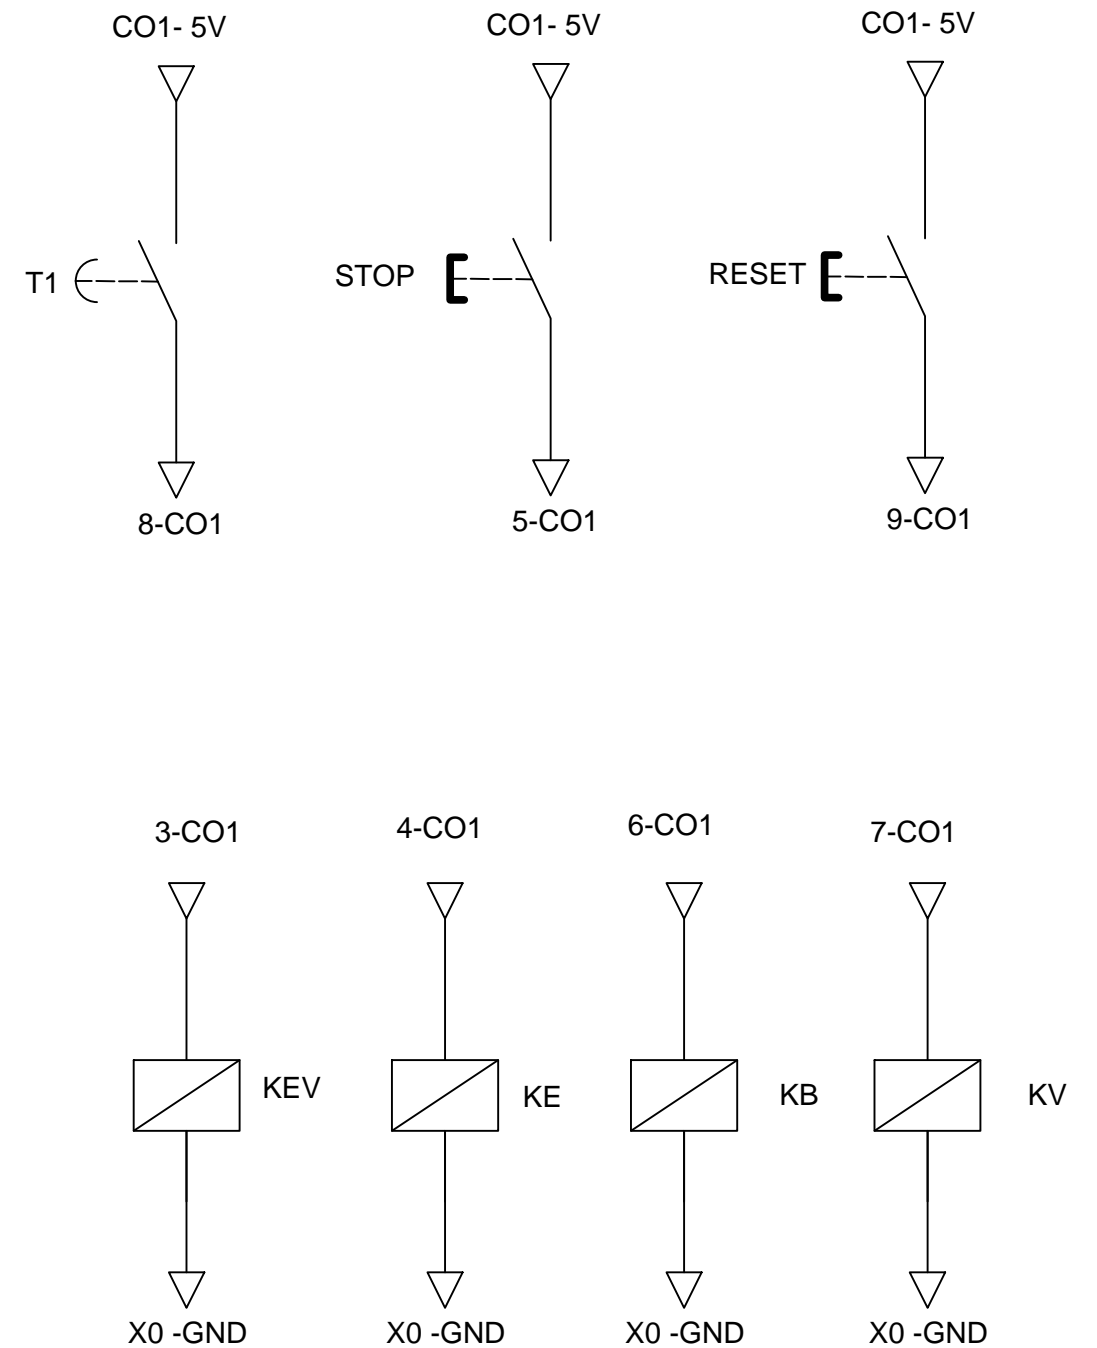 CO1- 5V
CO1- 5V
CO1- 5V
T1
STOP
RESET
8-CO1
5-CO1
9-CO1
3-CO1
4-CO1
6-CO1
7-CO1
KEV
KE
KB
KV
X0 -GND
X0 -GND
X0 -GND
X0 -GND